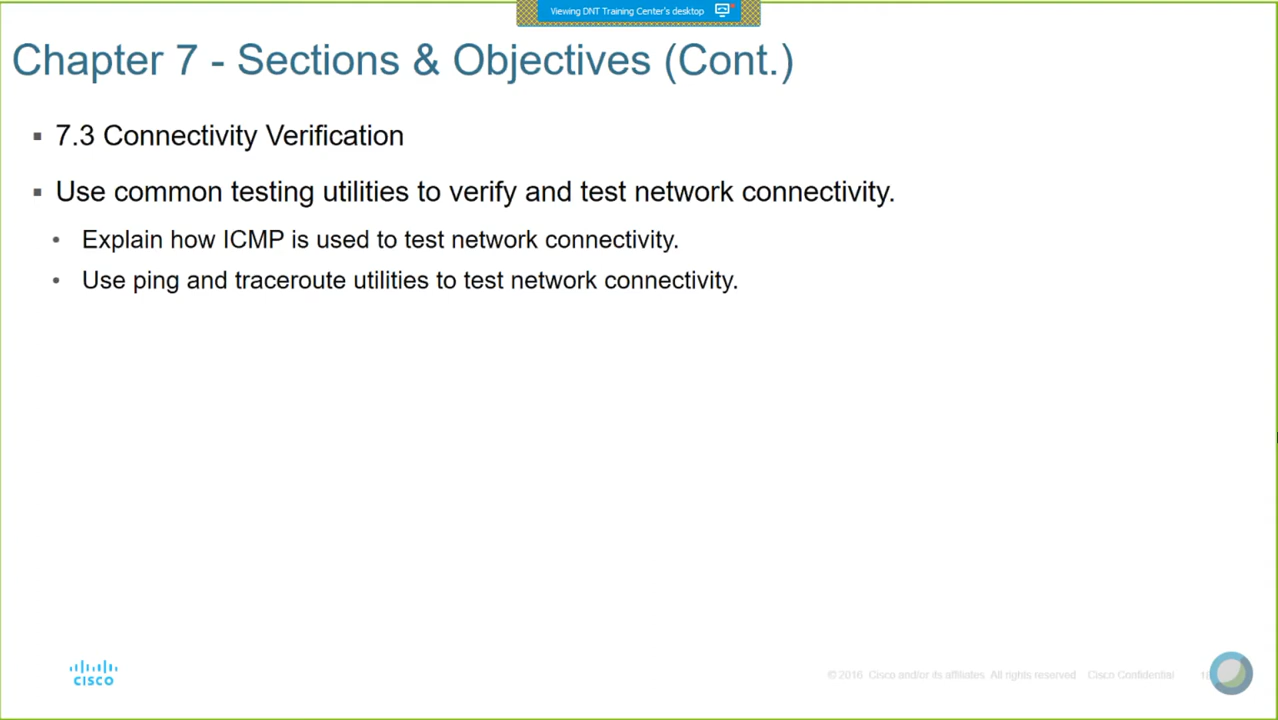 Viewing DNT Training Center's desktop
Chapter 7 - Sections & Objectives (Cont.)
▪ 7.3 Connectivity Verification
▪ Use common testing utilities to verify and test network connectivity.
• Explain how ICMP is used to test network connectivity.
• Use ping and traceroute utilities to test network connectivity.
CISCO
© 2016 Cisco and/or its affiliates. All rights reserved Cisco Confidential